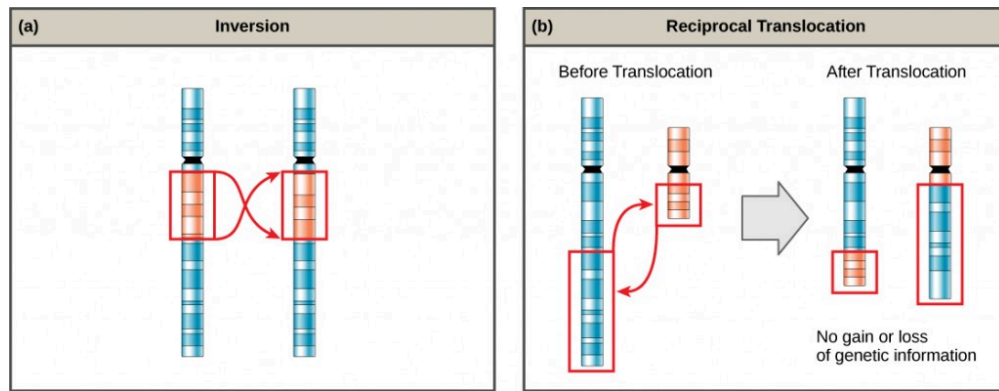 (a) Inversion
(b) Reciprocal Translocation
Before Translocation
After Translocation
No gain or loss
of genetic information